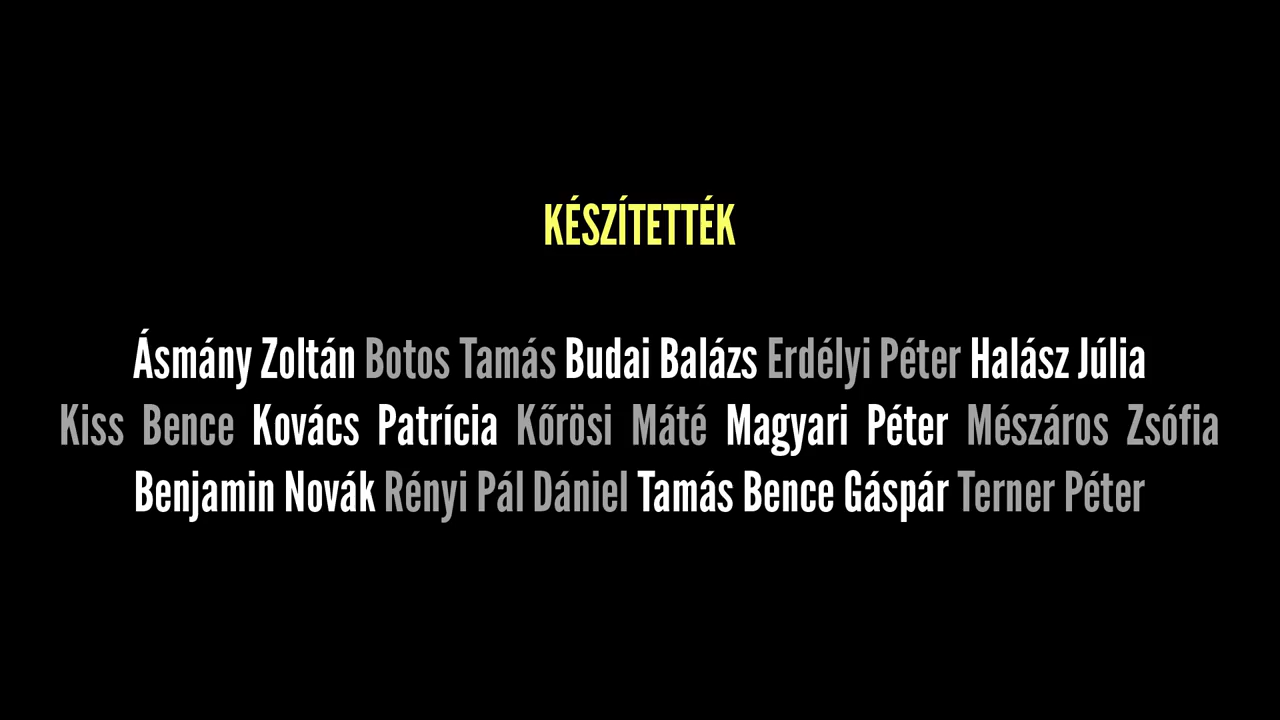 KÉSZÍTETTÉK
Ásmány Zoltán Botos Tamás Budai Balázs Erdélyi Péter Halász Júlia
Kiss Bence Kovács Patrícia Kőrösi Máté Magyari Péter Mészáros Zsófia
Benjamin Novák Rényi Pál Dániel Tamás Bence Gáspár Terner Péter